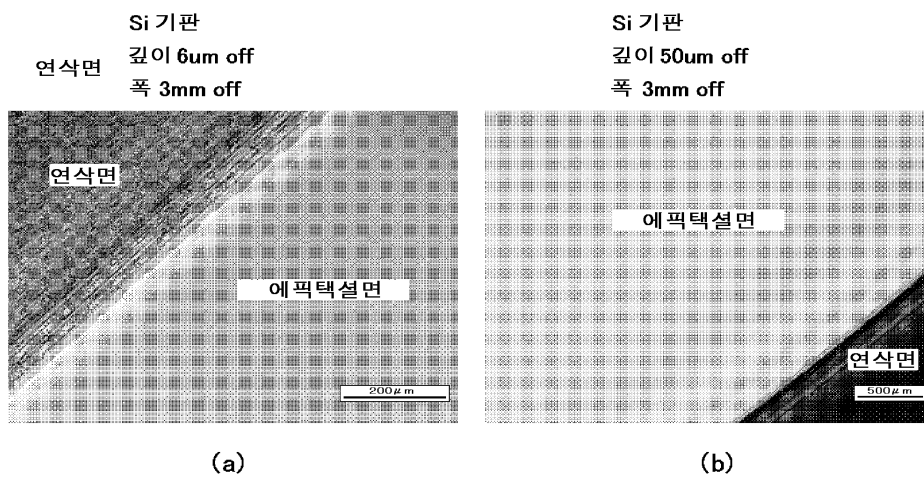 Si 기판
깊이 6um off
연삭면
폭 3mm off
Si 기판
깊이 50um off
폭 3mm off
연삭면
에픽택셜면
200μm
에픽택셜면
연삭면
500μm
(a)
(b)